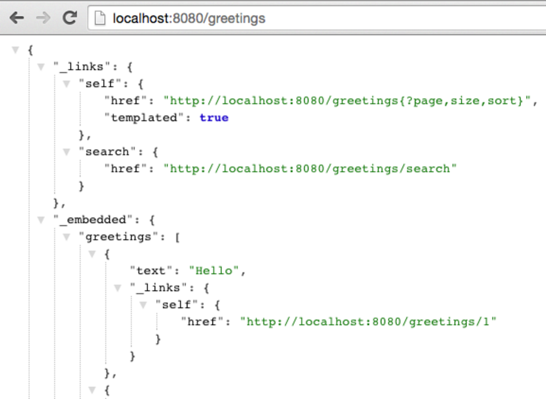 localhost:8080/greetings
{
"_links": {
"self": {
"href": "http://localhost:8080/greetings{?page,size,sort}",
"templated": true
},
"search": {
"href": "http://localhost:8080/greetings/search"
}
},
"_embedded": {
"greetings": [
{
"text": "Hello",
"_links": {
"self": {
"href": "http://localhost:8080/greetings/1"
}
}
},
{